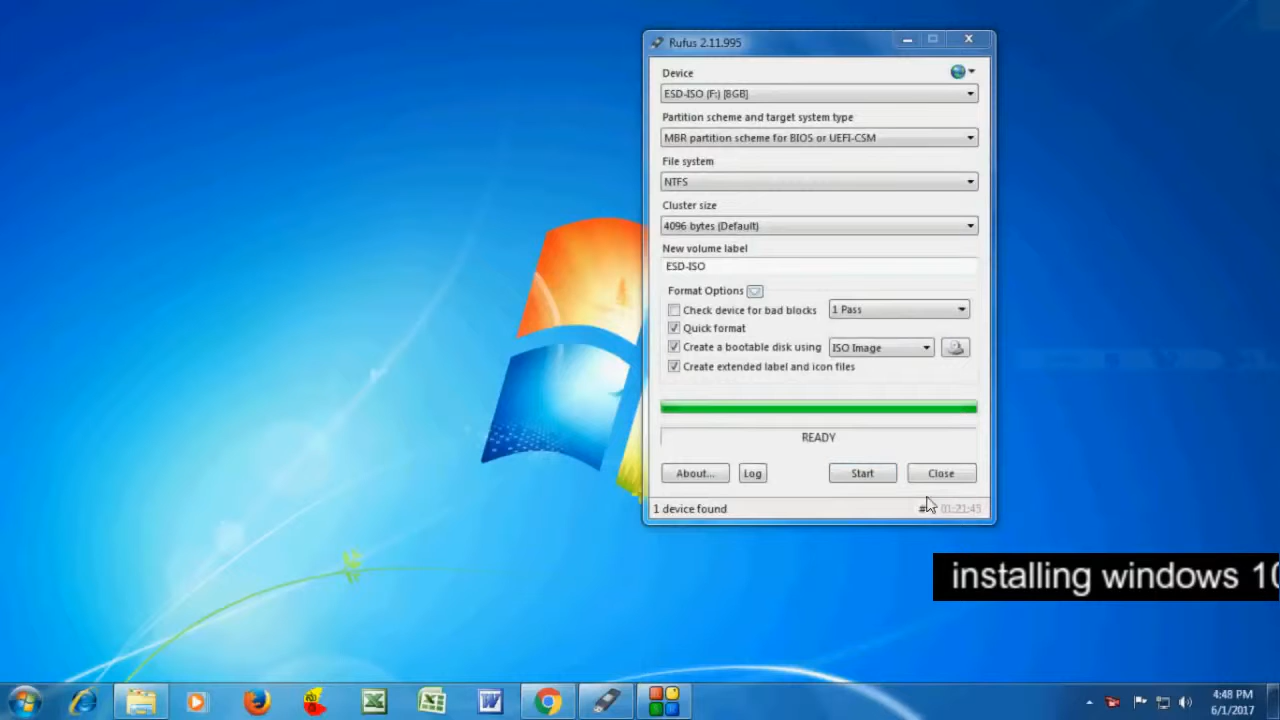 Rufus 2.11.995
Device
ESD-ISO (F:) [8GB]
Partition scheme and target system type
MBR partition scheme for BIOS or UEFI-CSM
File system
NTFS
Cluster size
4096 bytes (Default)
New volume label
ESD-ISO
Format Options
Check device for bad blocks 1 Pass
Quick format
Create a bootable disk using ISO Image
Create extended label and icon files
READY
About... Log Start Close
1 device found # 01:21:45
installing windows 10
4:48 PM
6/1/2017